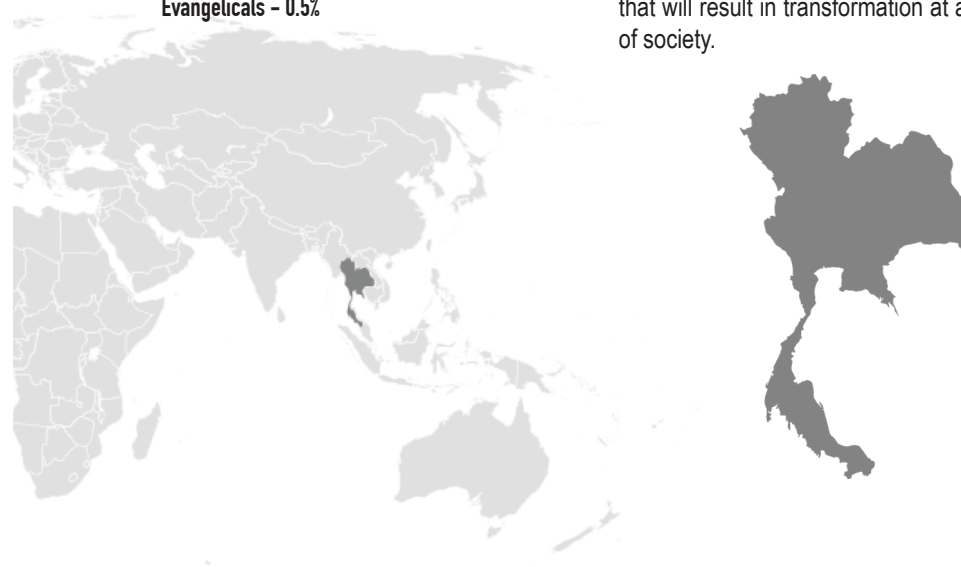 Evangelicals – 0.5%
that will result in transformation at a
of society.